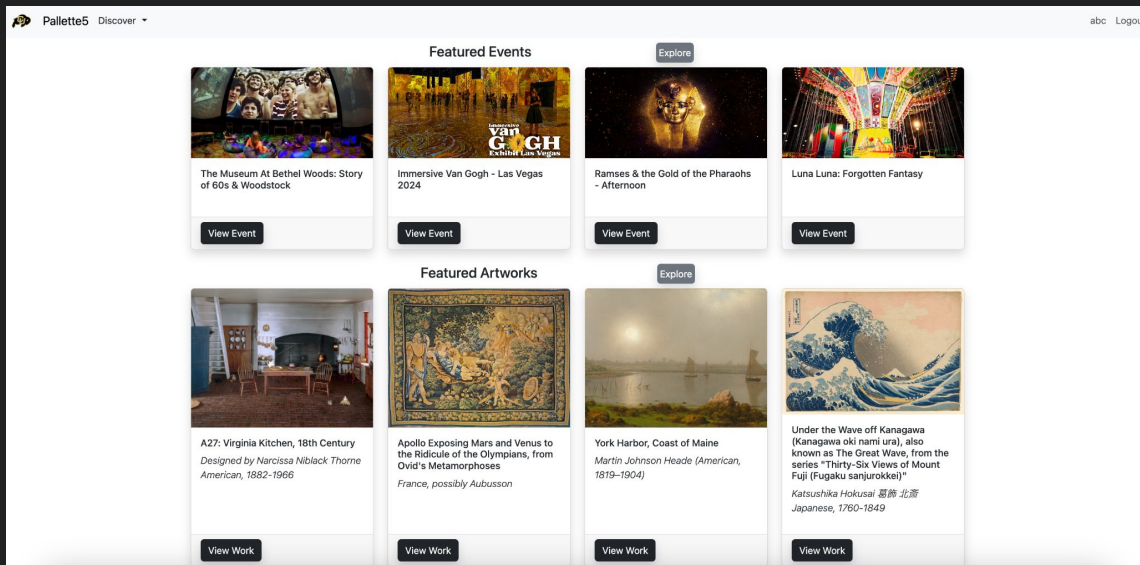 Pallette5 Discover abc Logou
Featured Events Explore
Immersive
van
GOGH
Exhibit Las Vegas
The Museum At Bethel Woods: Story
of 60s & Woodstock
Immersive Van Gogh - Las Vegas
2024
Ramses & the Gold of the Pharaohs
- Afternoon
Luna Luna: Forgotten Fantasy
View Event View Event View Event View Event
Featured Artworks Explore
A27: Virginia Kitchen, 18th Century
Designed by Narcissa Niblack Thorne
American, 1882-1966
Apollo Exposing Mars and Venus to
the Ridicule of the Olympians, from
Ovid's Metamorphoses
France, possibly Aubusson
York Harbor, Coast of Maine
Martin Johnson Heade (American,
1819–1904)
Under the Wave off Kanagawa
(Kanagawa oki nami ura), also
known as The Great Wave, from the
series "Thirty-Six Views of Mount
Fuji (Fugaku sanjurokkei)"
Katsushika Hokusai 葛飾 北斎
Japanese, 1760-1849
View Work View Work View Work View Work